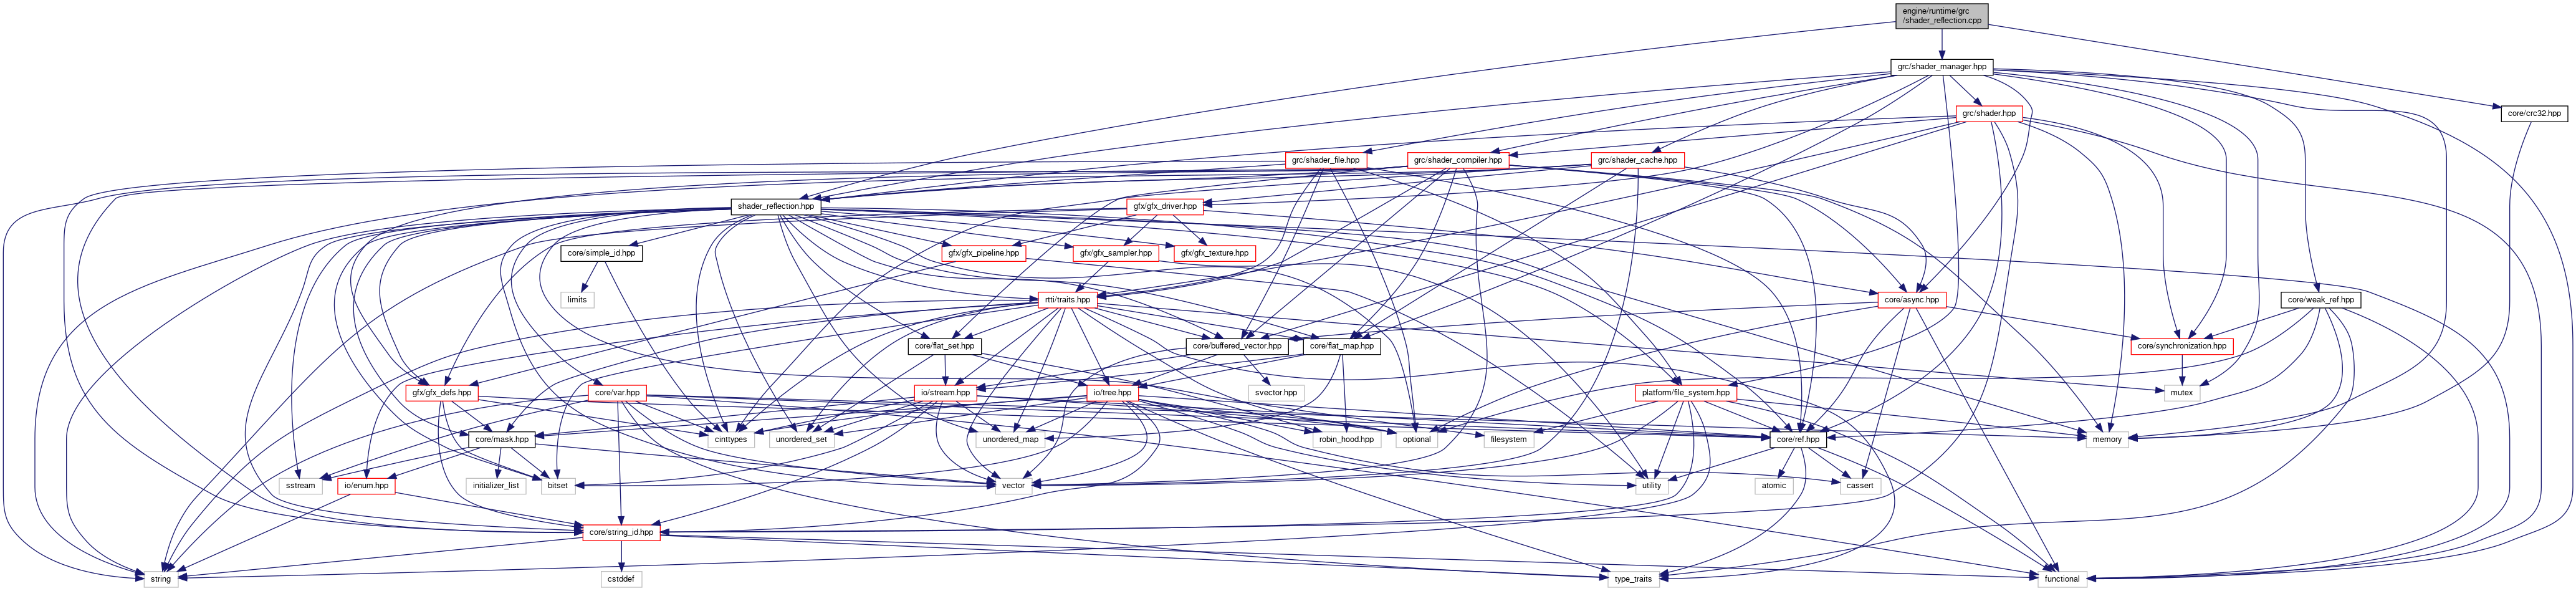 engine/runtime/grc
/shader_reflection.cpp
grc/shader_manager.hpp
grc/shader.hpp
core/crc32.hpp
grc/shader_file.hpp
grc/shader_compiler.hpp
grc/shader_cache.hpp
shader_reflection.hpp
gfx/gfx_driver.hpp
core/simple_id.hpp
gfx/gfx_pipeline.hpp
gfx/gfx_sampler.hpp
gfx/gfx_texture.hpp
limits
rtti/traits.hpp
core/async.hpp
core/weak_ref.hpp
core/flat_set.hpp
core/buffered_vector.hpp
core/flat_map.hpp
core/synchronization.hpp
gfx/gfx_defs.hpp
core/var.hpp
io/stream.hpp
io/tree.hpp
svector.hpp
platform/file_system.hpp
mutex
core/mask.hpp
cinttypes
unordered_set
unordered_map
robin_hood.hpp
optional
filesystem
core/ref.hpp
memory
sstream
io/enum.hpp
initializer_list
bitset
vector
utility
atomic
cassert
core/string_id.hpp
string
cstddef
type_traits
functional